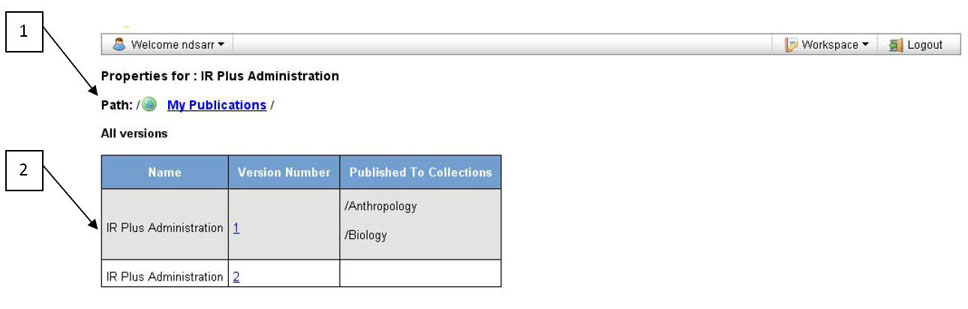 1
Welcome ndsarr
Workspace
Logout
Properties for : IR Plus Administration
Path: / My Publications /
All versions
2
Name Version Number Published To Collections
IR Plus Administration 1 /Anthropology
/Biology
IR Plus Administration 2